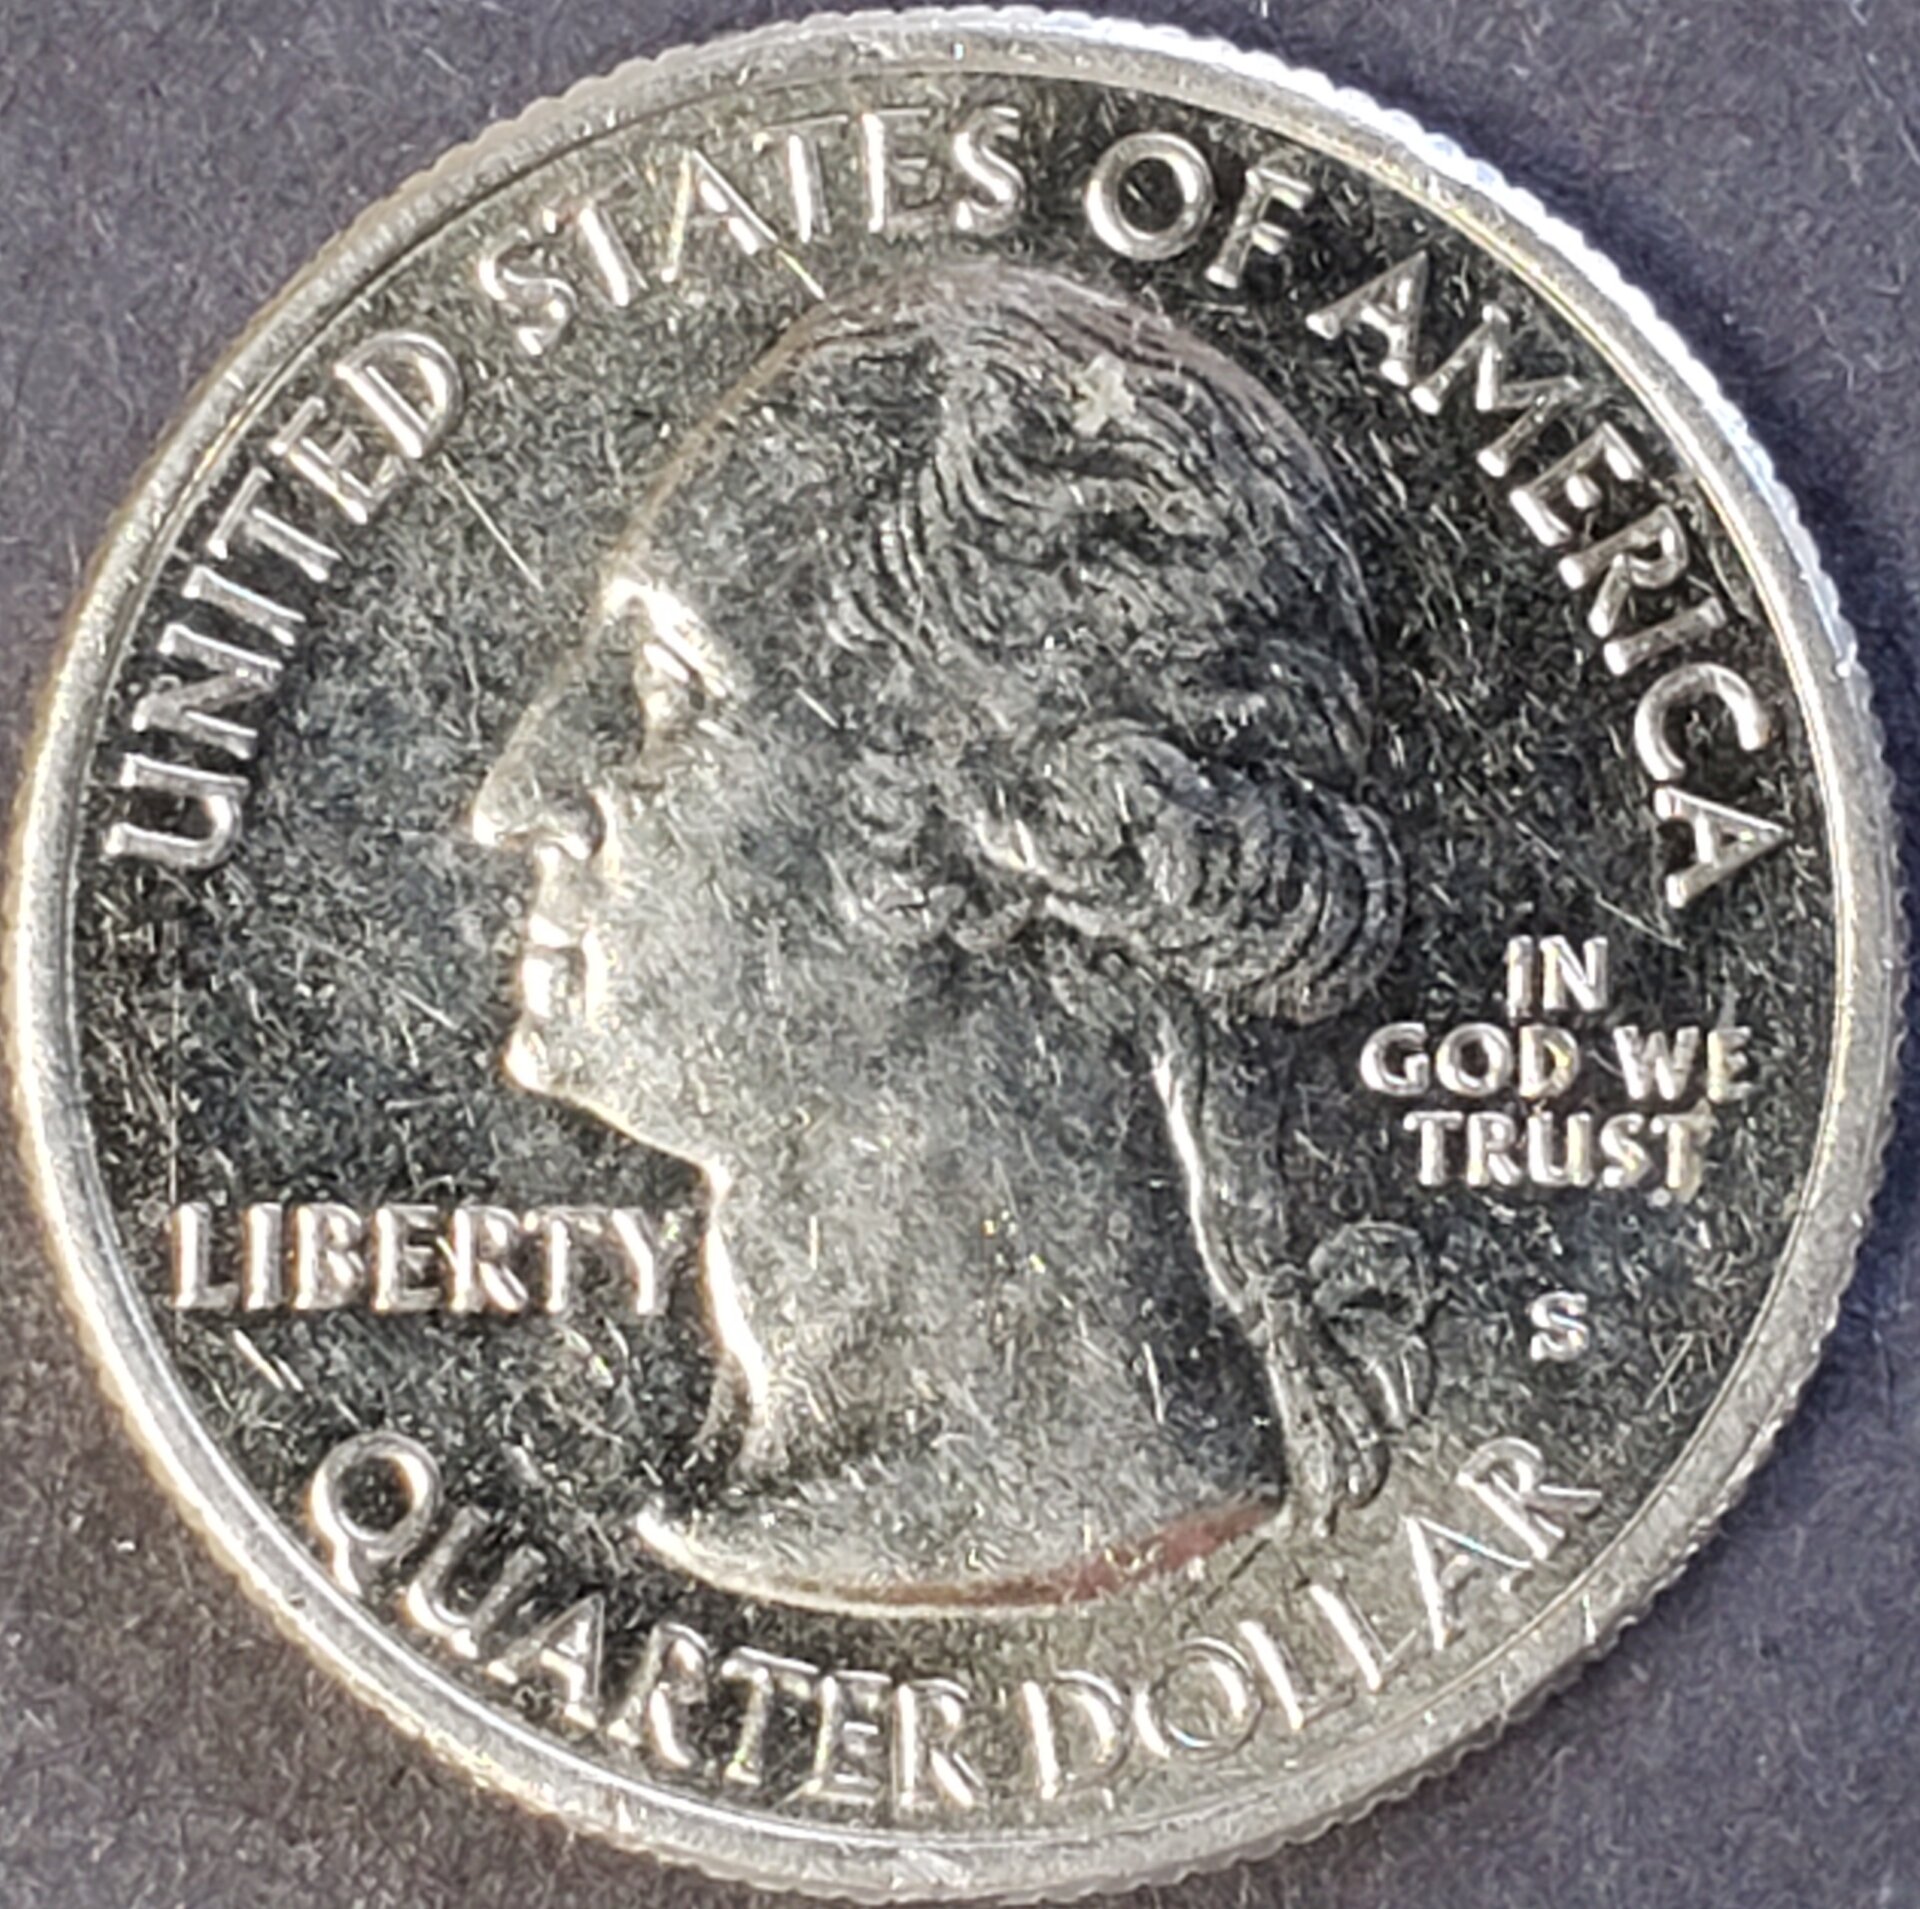 UNITED STATES OF AMERICA
LIBERTY
IN
GOD WE
TRUST
S
QUARTER DOLLAR